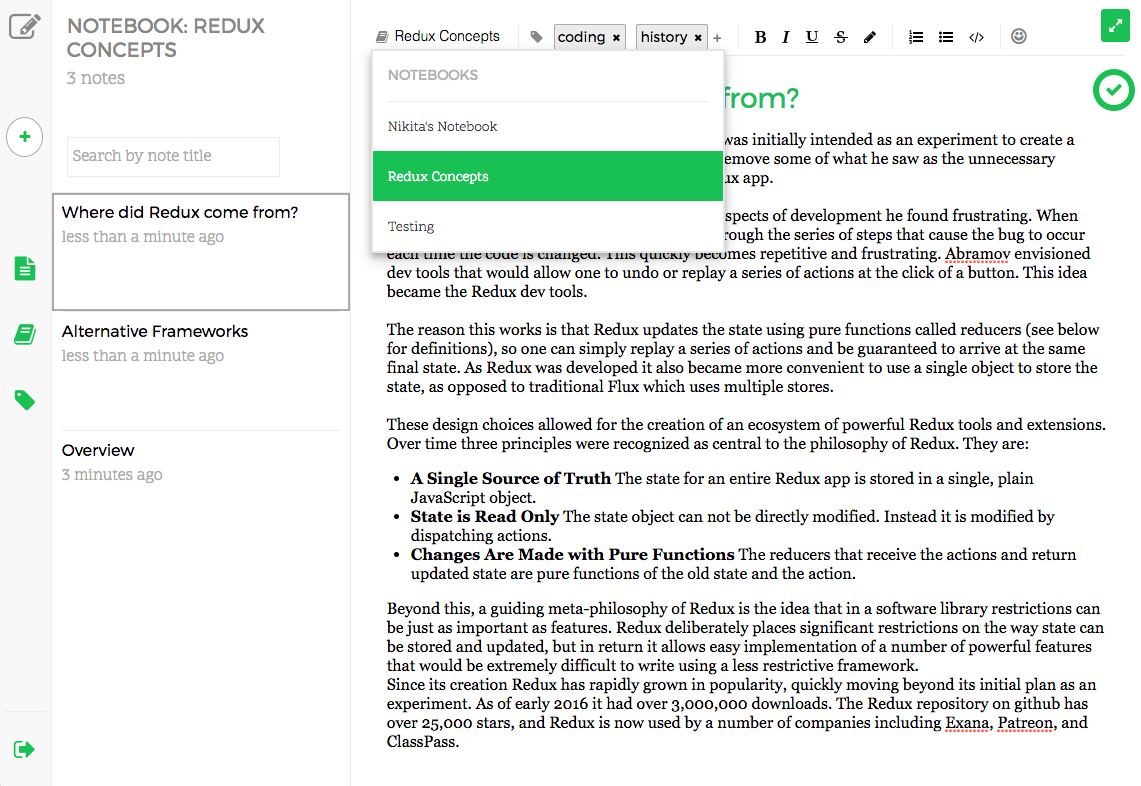 NOTEBOOK: REDUX
CONCEPTS
3 notes
Search by note title
Where did Redux come from?
less than a minute ago
Alternative Frameworks
less than a minute ago
Overview
3 minutes ago
Redux Concepts coding × history × + B I U S </>
NOTEBOOKS
Nikita's Notebook
Redux Concepts
Testing
from?
was initially intended as an experiment to create a
emove some of what he saw as the unnecessary
ux app.
spects of development he found frustrating. When
rough the series of steps that cause the bug to occur
each time the code is changed. This quickly becomes repetitive and frustrating. Abramov envisioned
dev tools that would allow one to undo or replay a series of actions at the click of a button. This idea
became the Redux dev tools.
The reason this works is that Redux updates the state using pure functions called reducers (see below
for definitions), so one can simply replay a series of actions and be guaranteed to arrive at the same
final state. As Redux was developed it also became more convenient to use a single object to store the
state, as opposed to traditional Flux which uses multiple stores.
These design choices allowed for the creation of an ecosystem of powerful Redux tools and extensions.
Over time three principles were recognized as central to the philosophy of Redux. They are:
• A Single Source of Truth The state for an entire Redux app is stored in a single, plain
JavaScript object.
• State is Read Only The state object can not be directly modified. Instead it is modified by
dispatching actions.
• Changes Are Made with Pure Functions The reducers that receive the actions and return
updated state are pure functions of the old state and the action.
Beyond this, a guiding meta-philosophy of Redux is the idea that in a software library restrictions can
be just as important as features. Redux deliberately places significant restrictions on the way state can
be stored and updated, but in return it allows easy implementation of a number of powerful features
that would be extremely difficult to write using a less restrictive framework.
Since its creation Redux has rapidly grown in popularity, quickly moving beyond its initial plan as an
experiment. As of early 2016 it had over 3,000,000 downloads. The Redux repository on github has
over 25,000 stars, and Redux is now used by a number of companies including Exana, Patreon, and
ClassPass.